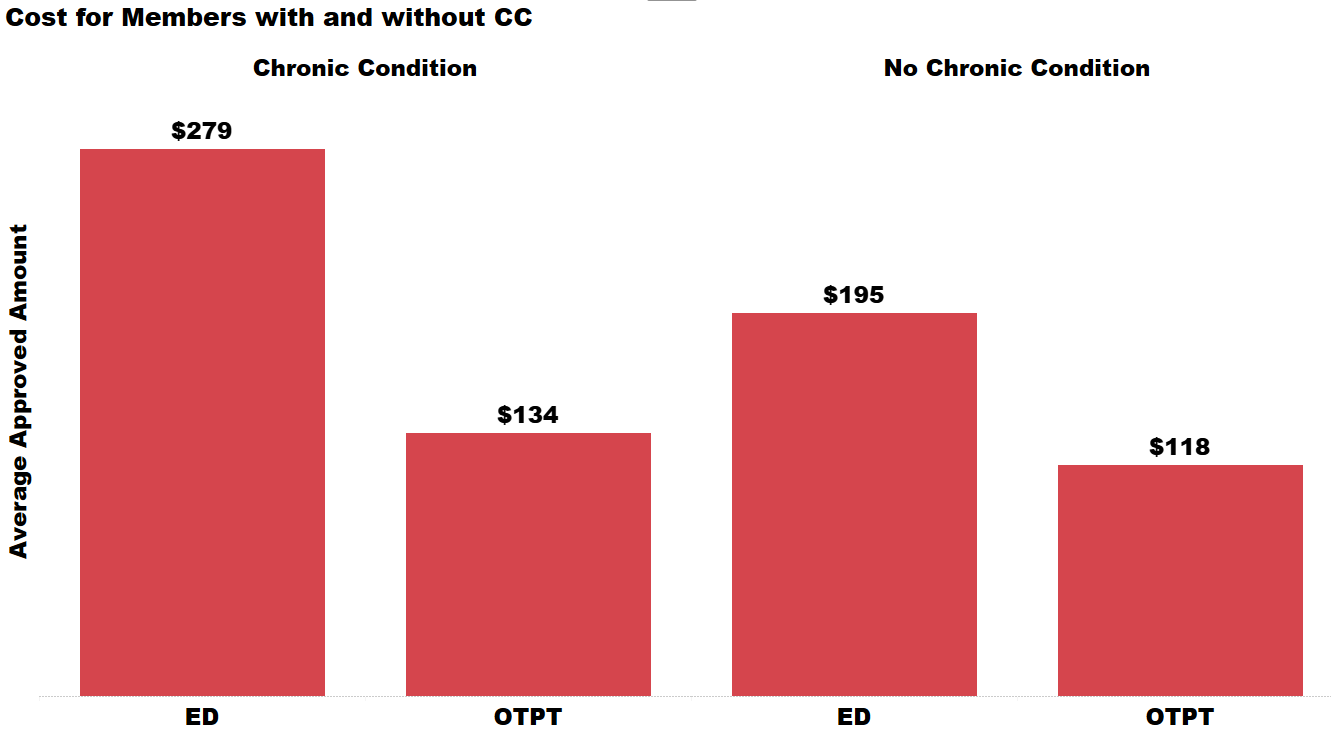 Cost for Members with and without CC
Chronic Condition
No Chronic Condition
Average Approved Amount
$279
$134
$195
$118
ED
OTPT
ED
OTPT